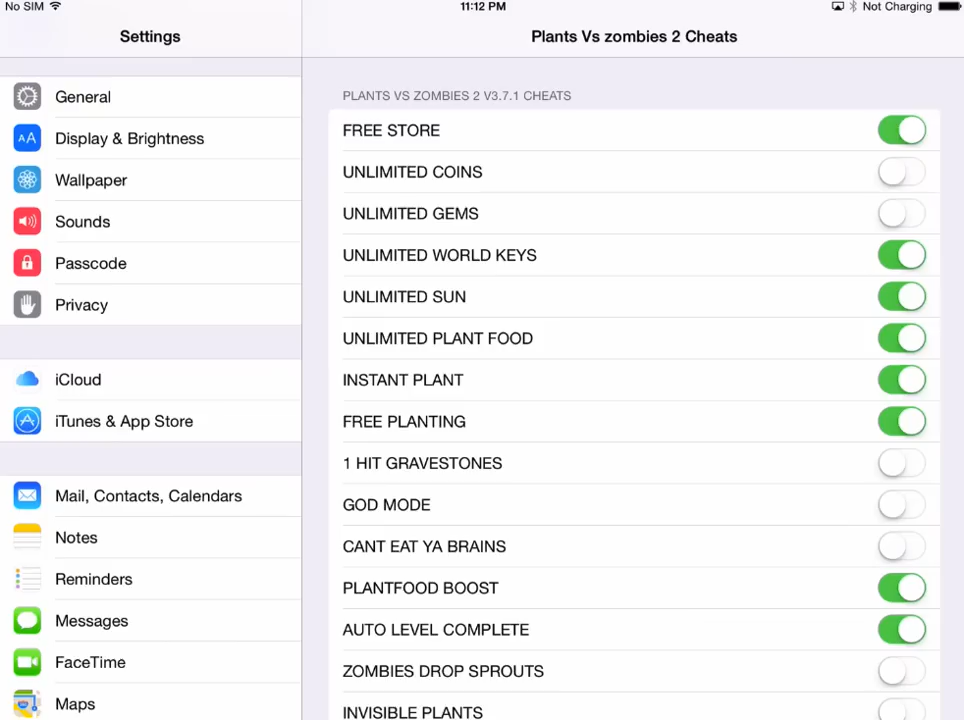 No SIM
11:12 PM
Not Charging
Settings
Plants Vs zombies 2 Cheats
General
Display & Brightness
Wallpaper
Sounds
Passcode
Privacy
iCloud
iTunes & App Store
Mail, Contacts, Calendars
Notes
Reminders
Messages
FaceTime
Maps
PLANTS VS ZOMBIES 2 V3.7.1 CHEATS
FREE STORE
UNLIMITED COINS
UNLIMITED GEMS
UNLIMITED WORLD KEYS
UNLIMITED SUN
UNLIMITED PLANT FOOD
INSTANT PLANT
FREE PLANTING
1 HIT GRAVESTONES
GOD MODE
CANT EAT YA BRAINS
PLANTFOOD BOOST
AUTO LEVEL COMPLETE
ZOMBIES DROP SPROUTS
INVISIBLE PLANTS